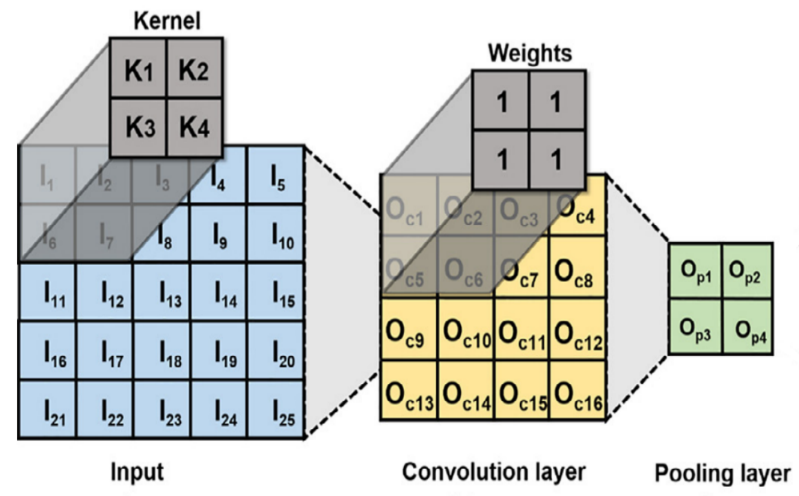 Kernel
K1 K2
K3 K4
Weights
1 1
1 1
I1 I2 I3 I4 I5
I6 I7 I8 I9 I10
I11 I12 I13 I14 I15
I16 I17 I18 I19 I20
I21 I22 I23 I24 I25
Oc1 Oc2 Oc3 Oc4
Oc5 Oc6 Oc7 Oc8
Oc9 Oc10 Oc11 Oc12
Oc13 Oc14 Oc15 Oc16
Op1 Op2
Op3 Op4
Input
Convolution layer
Pooling layer